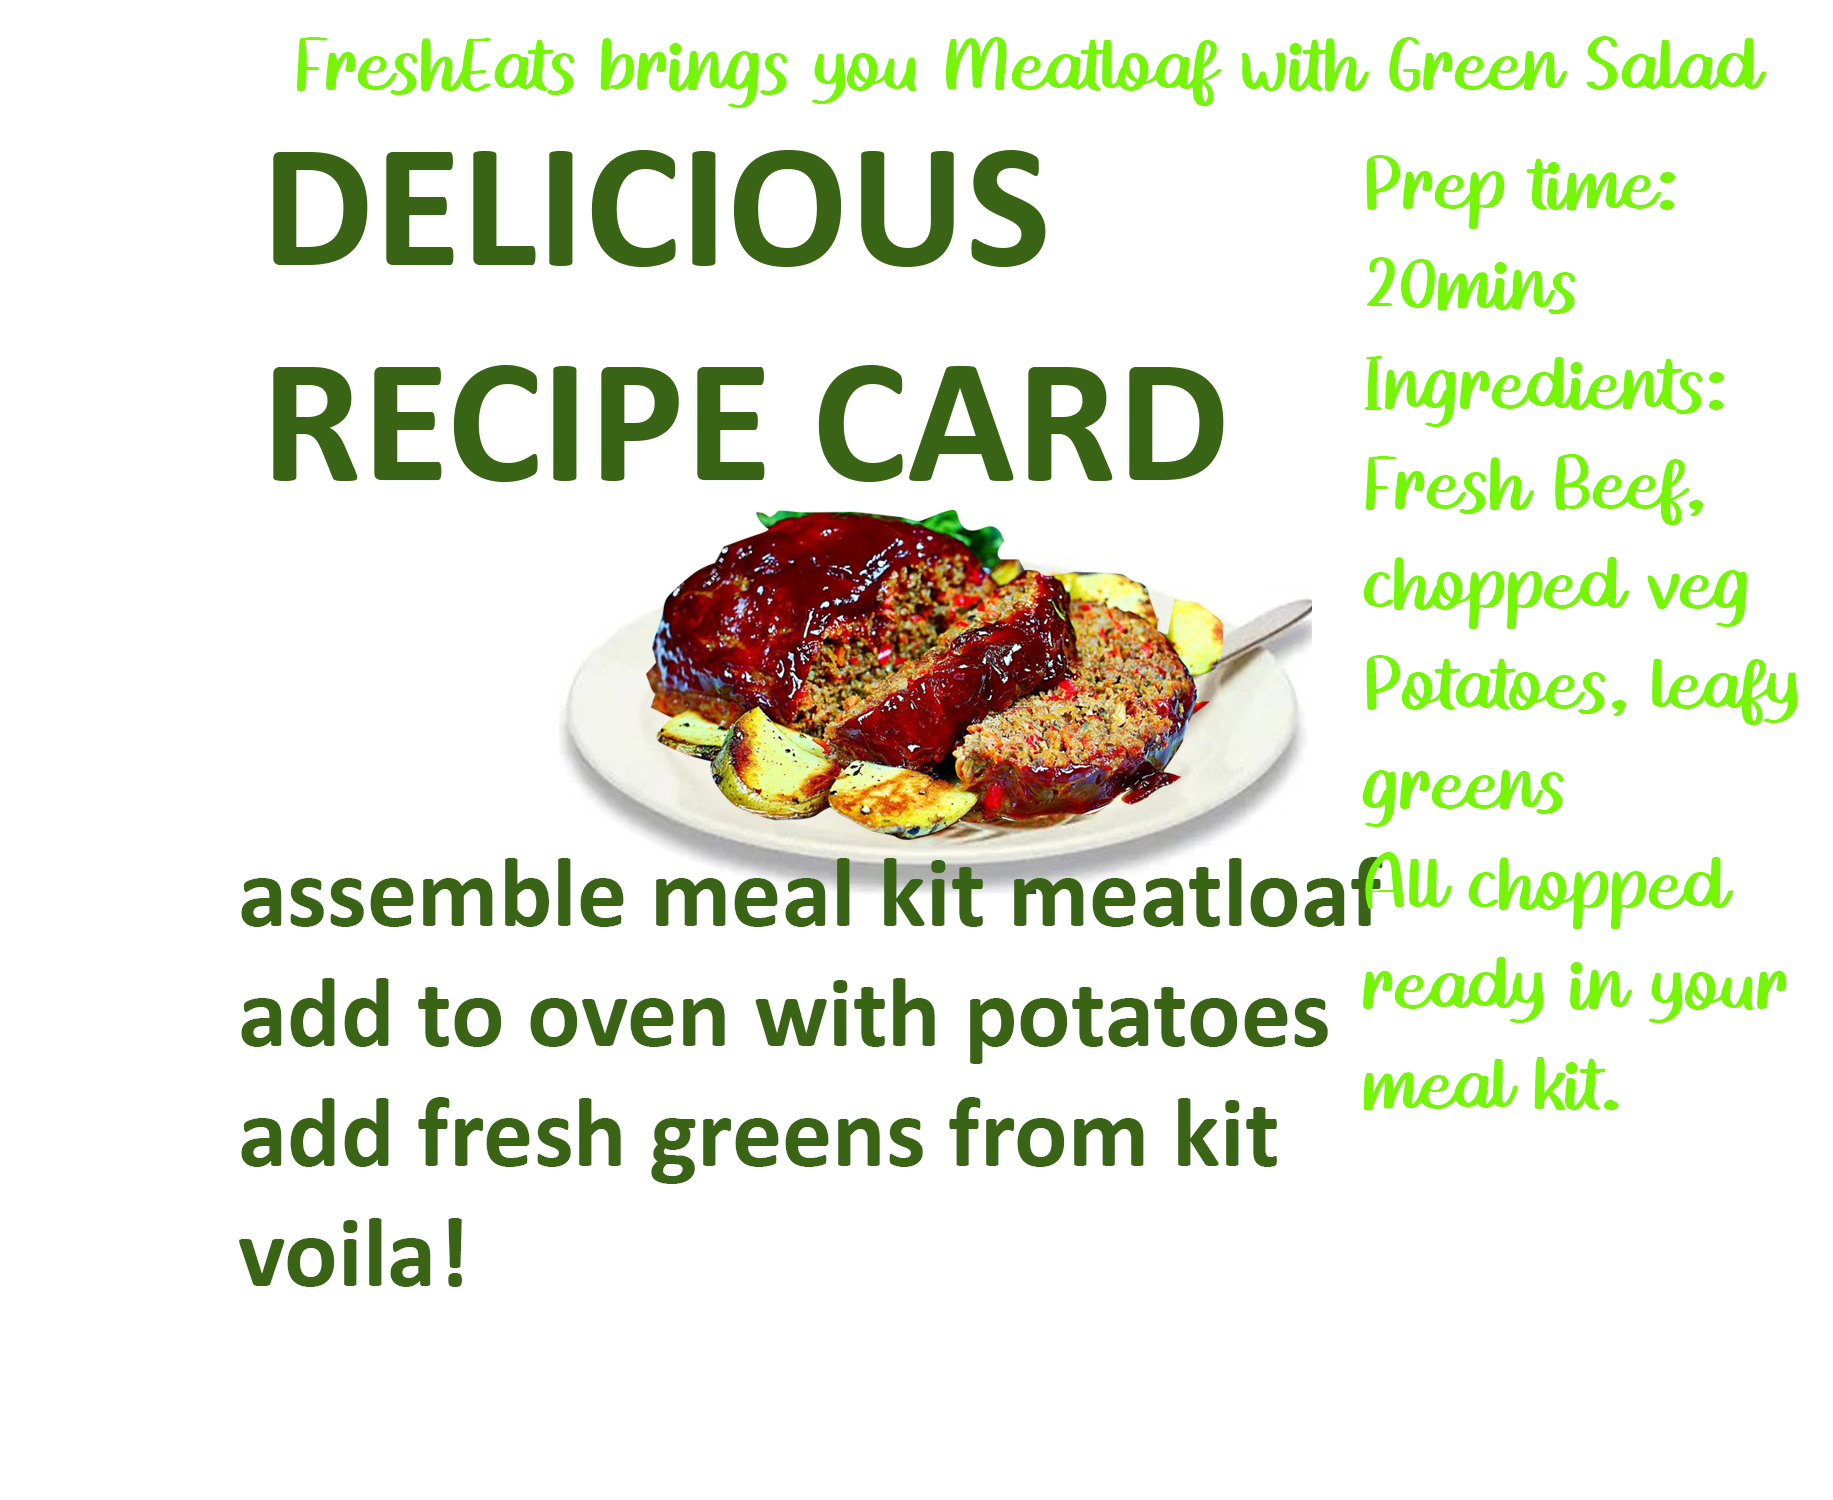 FreshEats brings you Meatloaf with Green Salad
DELICIOUS
RECIPE CARD
Prep time:
20mins
Ingredients:
Fresh Beef,
chopped veg
Potatoes, leafy
greens
All chopped
ready in your
meal kit.
assemble meal kit meatloaf
add to oven with potatoes
add fresh greens from kit
voila!